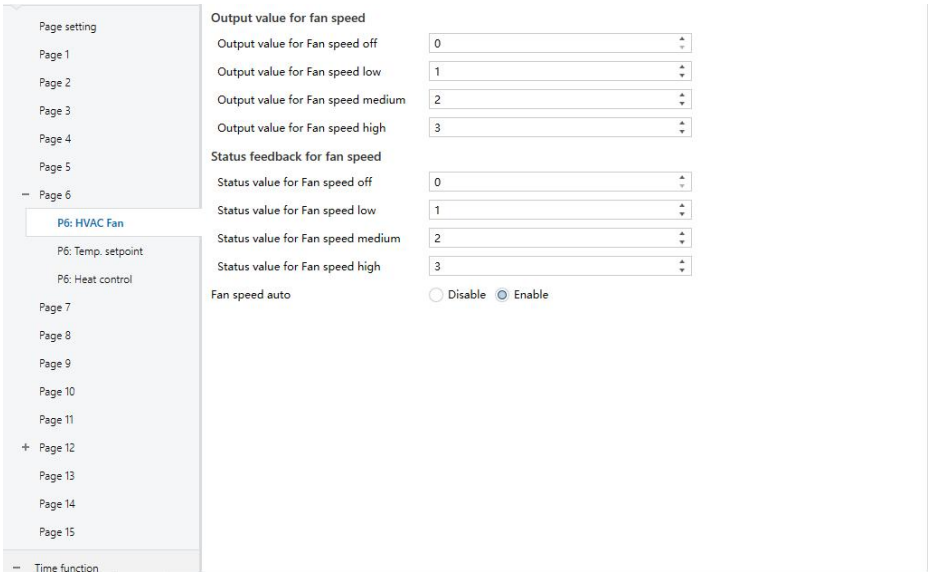 Page setting
Page 1
Page 2
Page 3
Page 4
Page 5
Page 6
P6: HVAC Fan
P6: Temp. setpoint
P6: Heat control
Page 7
Page 8
Page 9
Page 10
Page 11
Page 12
Page 13
Page 14
Page 15
Time function
Output value for fan speed
Output value for Fan speed off 0
Output value for Fan speed low 1
Output value for Fan speed medium 2
Output value for Fan speed high 3
Status feedback for fan speed
Status value for Fan speed off 0
Status value for Fan speed low 1
Status value for Fan speed medium 2
Status value for Fan speed high 3
Fan speed auto Disable Enable